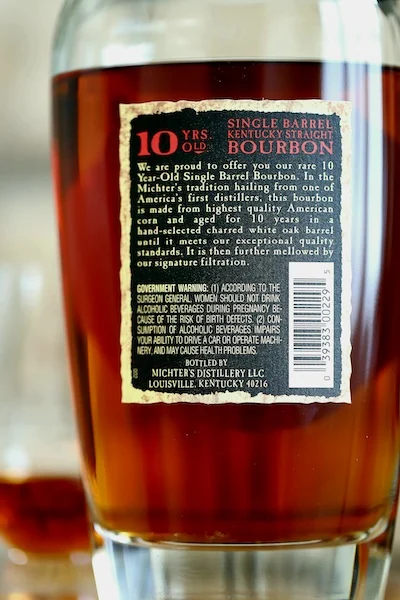 10 YRS. OLD
SINGLE BARREL
KENTUCKY STRAIGHT
BOURBON
We are proud to offer you our rare 10
Year-Old Single Barrel Bourbon. In the
Michter's tradition hailing from one of
America's first distillers, this bourbon
is made from highest quality American
corn and aged for 10 years in a
hand-selected charred white oak barrel
until it meets our exceptional quality
standards. It is then further mellowed by
our signature filtration.
GOVERNMENT WARNING: (1) ACCORDING TO THE
SURGEON GENERAL, WOMEN SHOULD NOT DRINK
ALCOHOLIC BEVERAGES DURING PREGNANCY BE-
CAUSE OF THE RISK OF BIRTH DEFECTS. (2) CON-
SUMPTION OF ALCOHOLIC BEVERAGES IMPAIRS
YOUR ABILITY TO DRIVE A CAR OR OPERATE MACHI-
NERY, AND MAY CAUSE HEALTH PROBLEMS.
BOTTLED BY
MICHTER'S DISTILLERY LLC
LOUISVILLE, KENTUCKY 40216
0 39383 00229 5